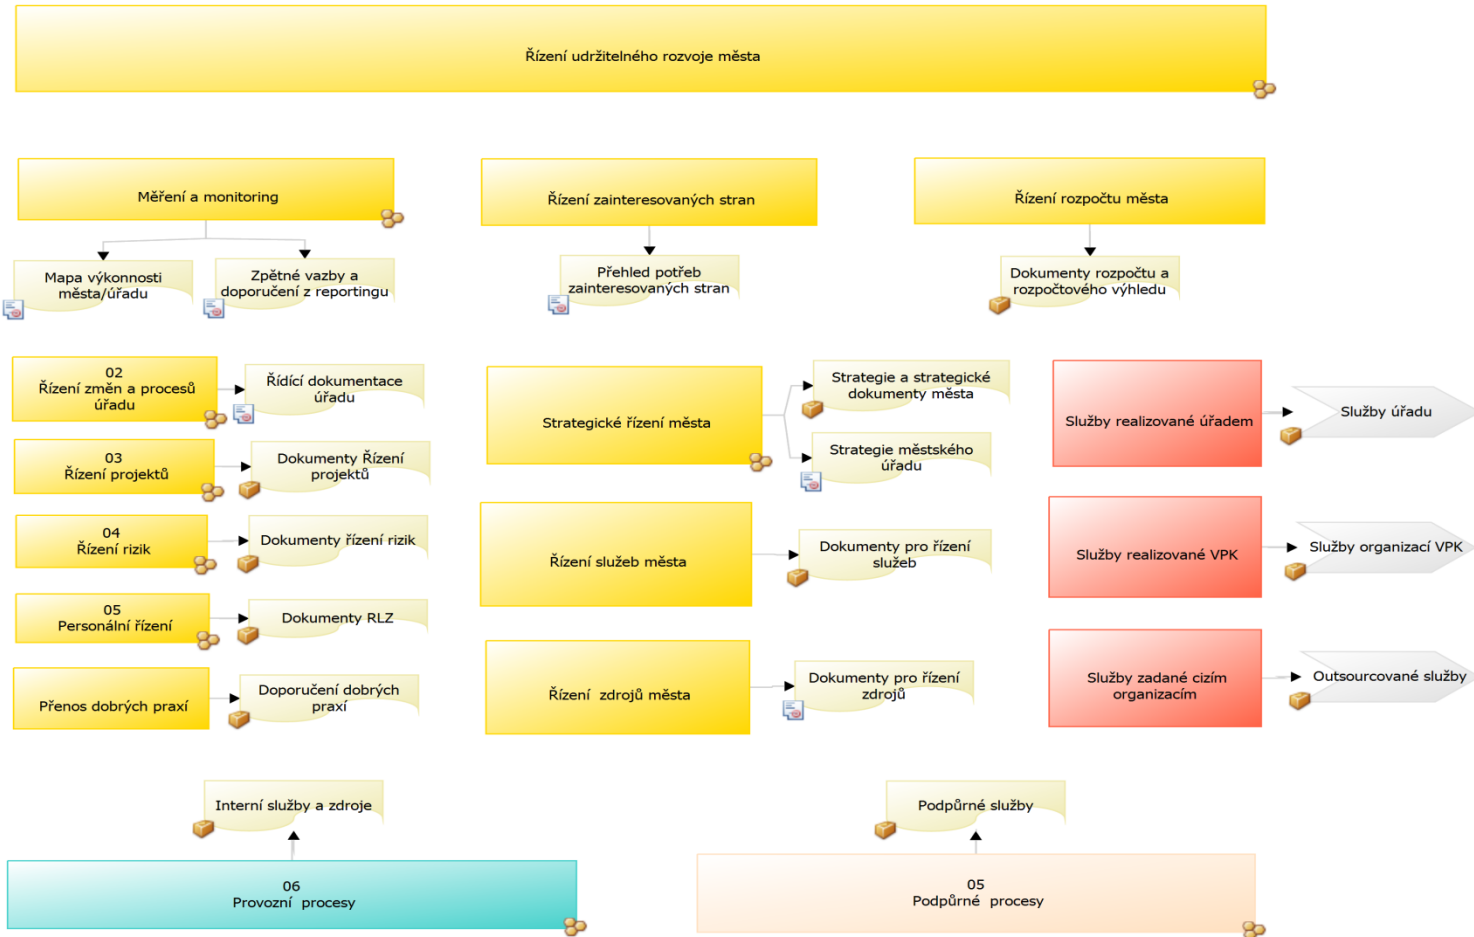 Řízení udržitelného rozvoje města
Měření a monitoring
Řízení zainteresovaných stran
Řízení rozpočtu města
Mapa výkonnosti
města/úřadu
Zpětné vazby a
doporučení z reportingu
Přehled potřeb
zainteresovaných stran
Dokumenty rozpočtu a
rozpočtového výhledu
02
Řízení změn a procesů
úřadu
Řídící dokumentace
úřadu
03
Řízení projektů
Dokumenty Řízení
projektů
04
Řízení rizik
Dokumenty řízení rizik
05
Personální řízení
Dokumenty RLZ
Přenos dobrých praxí
Doporučení dobrých
praxí
Strategické řízení města
Strategie a strategické
dokumenty města
Strategie městského
úřadu
Řízení služeb města
Dokumenty pro řízení
služeb
Řízení  zdrojů města
Dokumenty pro řízení
zdrojů
Služby realizované úřadem
Služby úřadu
Služby realizované VPK
Služby organizací VPK
Služby zadané cizím
organizacím
Outsourcované služby
Interní služby a zdroje
Podpůrné služby
06
Provozní  procesy
05
Podpůrné  procesy